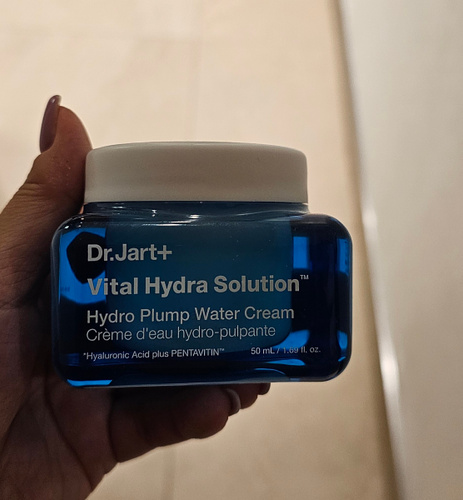 Dr.Jart+
Vital Hydra Solution™
Hydro Plump Water Cream
Crème d'eau hydro-pulpante
*Hyaluronic Acid plus PENTAVITIN™ 50 mL / 1.69 fl. oz.